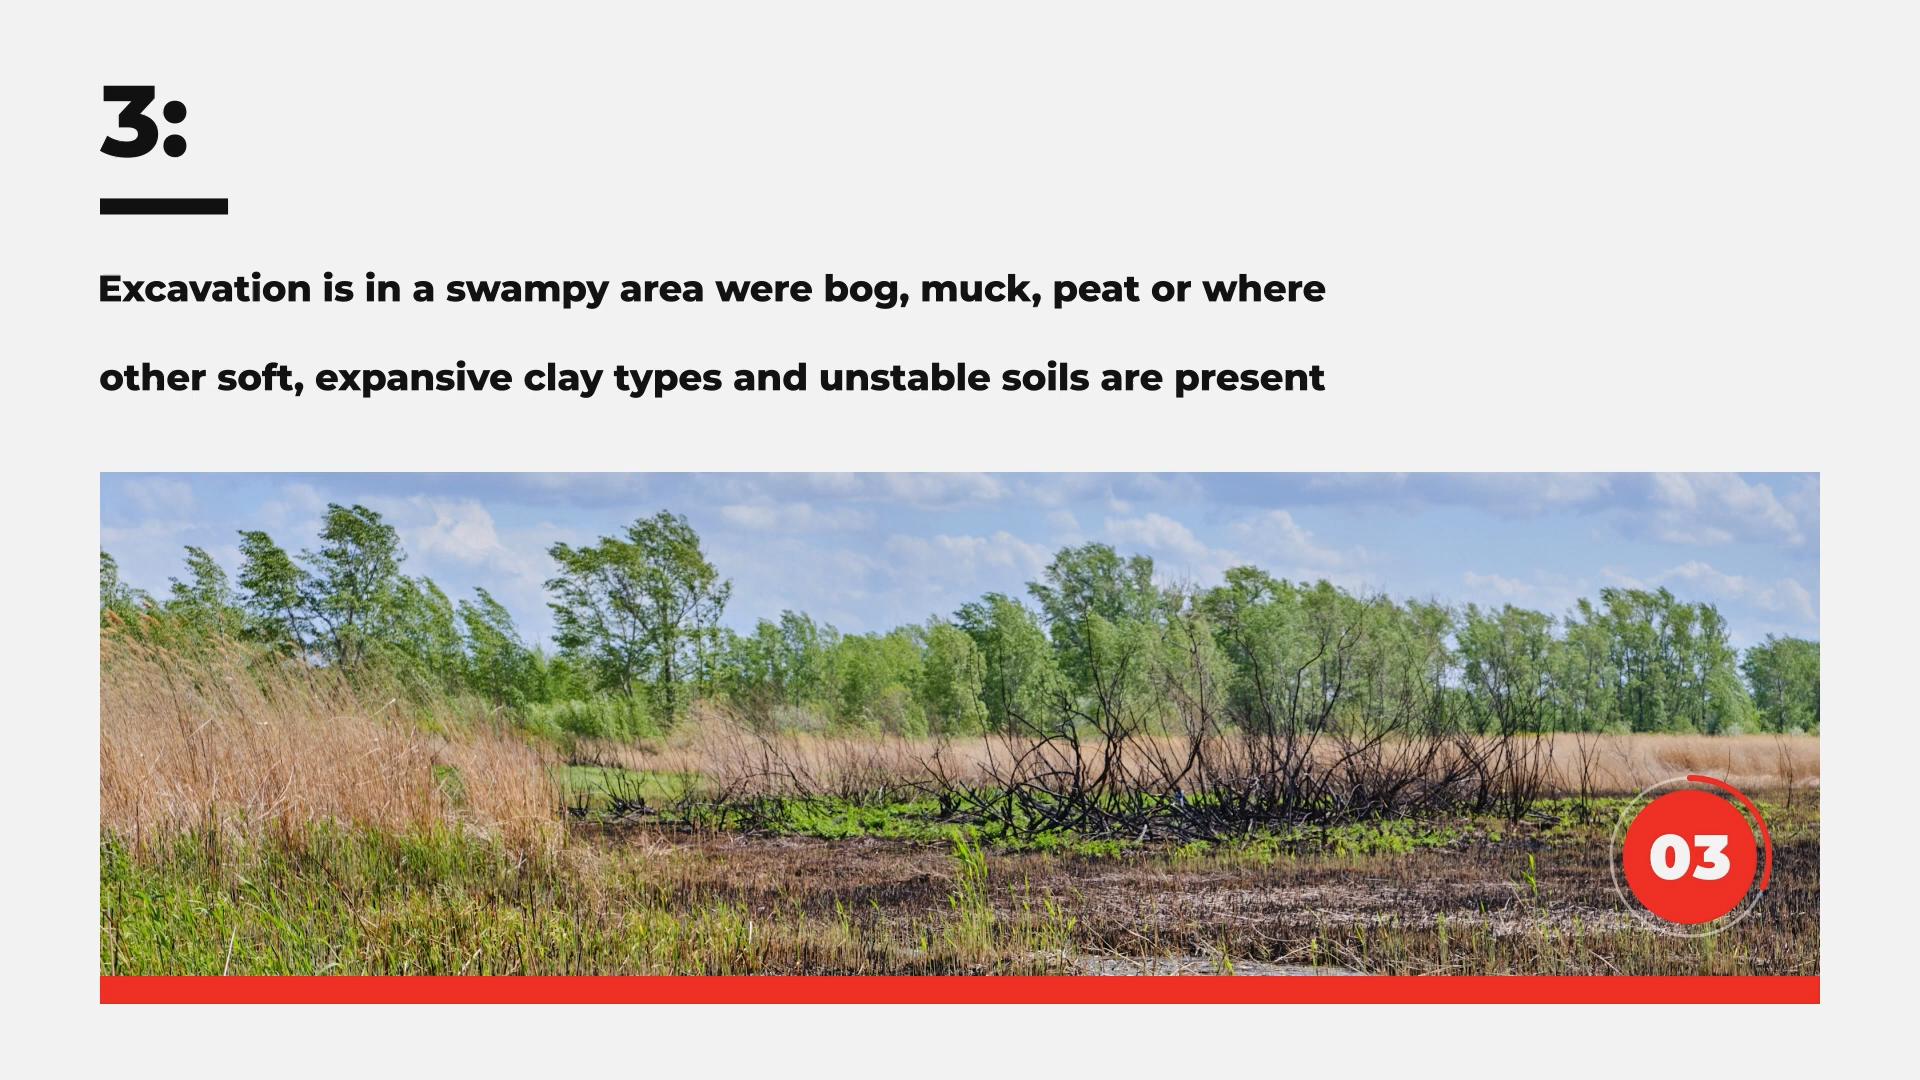 3:
Excavation is in a swampy area were bog, muck, peat or where
other soft, expansive clay types and unstable soils are present
03